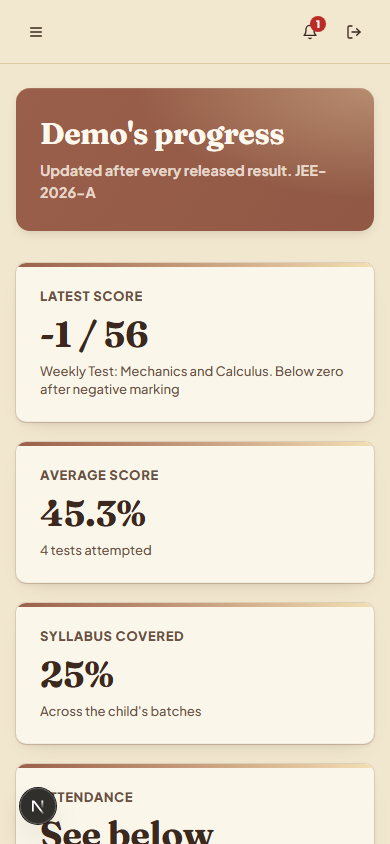 1
Demo's progress
Updated after every released result. JEE-
2026-A
LATEST SCORE
-1 / 56
Weekly Test: Mechanics and Calculus. Below zero
after negative marking
AVERAGE SCORE
45.3%
4 tests attempted
SYLLABUS COVERED
25%
Across the child's batches
TTENDANCE
N
See below